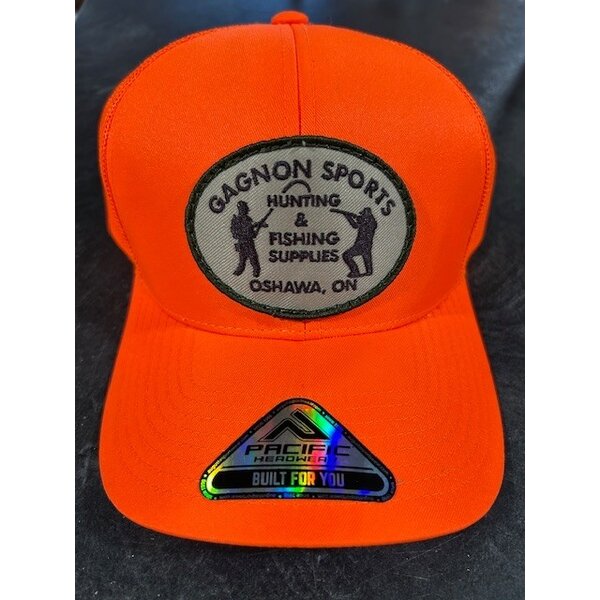 GAGNON SPORTS
HUNTING
&
FISHING
SUPPLIES
OSHAWA, ON
PACIFIC
HEADWEAR
BUILT FOR YOU